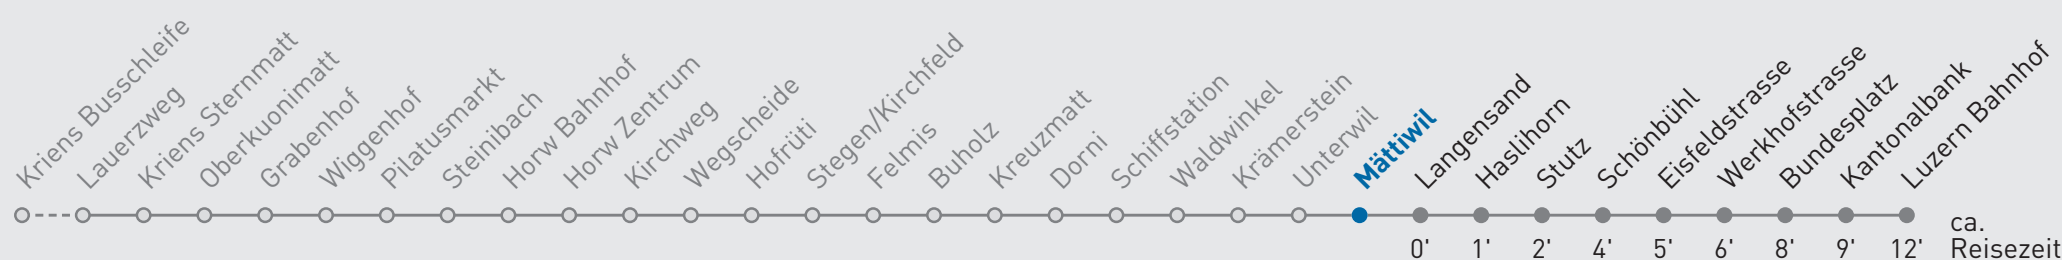 Kriens Busschleife
Lauerzweg
Kriens Sternmatt
Oberkuonimatt
Grabenhof
Wiggenhof
Pilatusmarkt
Steinibach
Horw Bahnhof
Horw Zentrum
Kirchweg
Wegscheide
Hofrüti
Stegen/Kirchfeld
Felmis
Buholz
Kreuzmatt
Dorni
Schiffstation
Waldwinkel
Krämerstein
Unterwil
Mättiwil
Langensand
Haslihorn
Stutz
Schönbühl
Eisfeldstrasse
Werkhofstrasse
Bundesplatz
Kantonalbank
Luzern Bahnhof
0' 1' 2' 4' 5' 6' 8' 9' 12'
ca.
Reisezeit